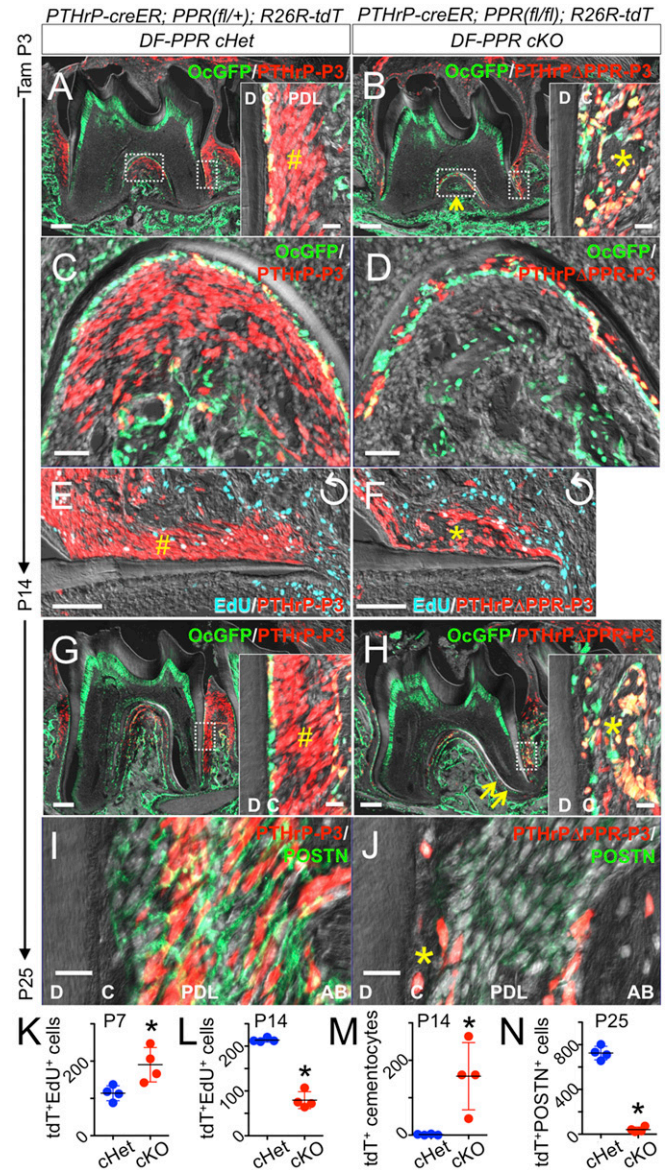 PTHrP-creER; PPR(fl/+); R26R-tdT
PTHrP-creER; PPR(fl/fl); R26R-tdT
DF-PPR cHet
DF-PPR cKO
Tam P3
A
OcGFP/PTHrP-P3
D C PDL
#
B
OcGFP/PTHrPΔPPR-P3
D C
*
C
OcGFP/
PTHrP-P3
D
OcGFP/
PTHrPΔPPR-P3
E
#
EdU/PTHrP-P3
F
*
EdU/PTHrPΔPPR-P3
P14
G
OcGFP/PTHrP-P3
#
D C
H
OcGFP/PTHrPΔPPR-P3
*
D C
I
PTHrP-P3/
POSTN
D C PDL AB
J
PTHrPΔPPR-P3/
POSTN
*
D C PDL AB
P25
K
P7
*
tdT+EdU+ cells
200
0
cHet
cKO
L
P14
*
tdT+EdU+ cells
200
100
0
cHet
cKO
M
P14
*
tdT+ cementocytes
200
0
cHet
cKO
N
P25
*
tdT+POSTN+ cells
800
400
0
cHet
cKO